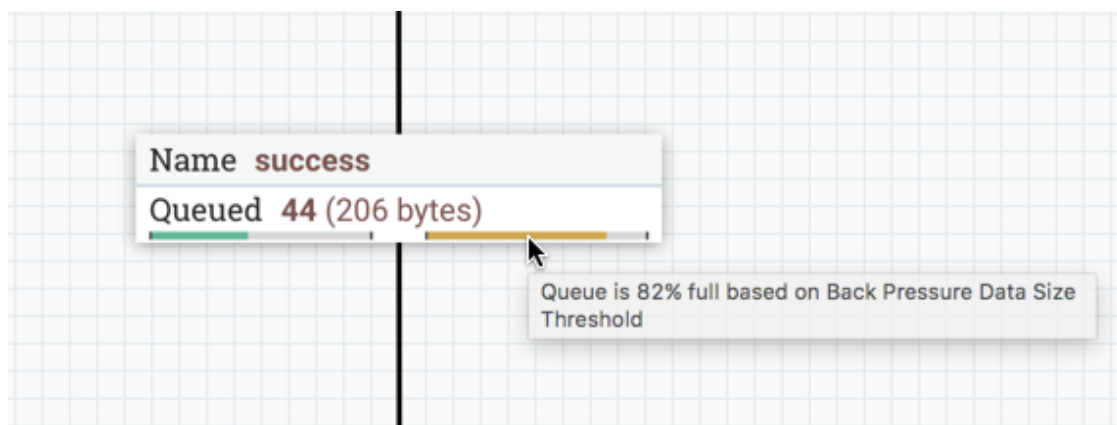 Name success
Queued 44 (206 bytes)
Queue is 82% full based on Back Pressure Data Size
Threshold